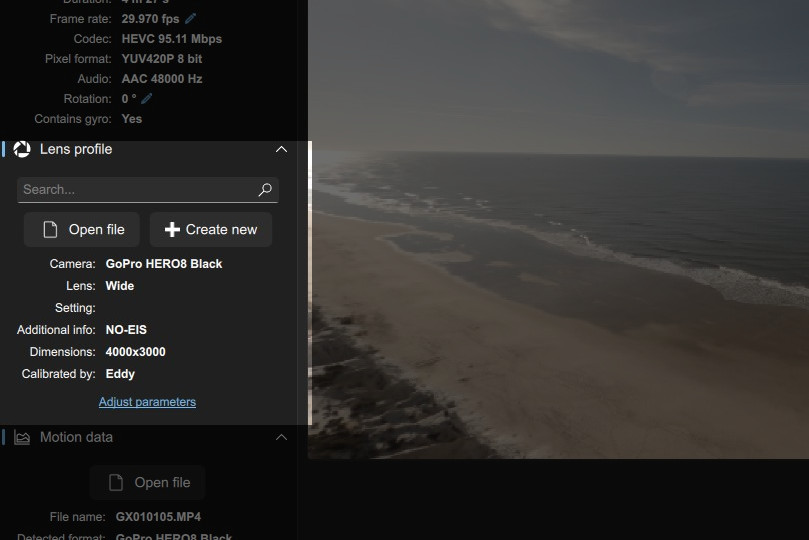 Duration: 4 m 27 s
Frame rate: 29.970 fps
Codec: HEVC 95.11 Mbps
Pixel format: YUV420P 8 bit
Audio: AAC 48000 Hz
Rotation: 0 °
Contains gyro: Yes
Lens profile
Search...
Open file Create new
Camera: GoPro HERO8 Black
Lens: Wide
Setting:
Additional info: NO-EIS
Dimensions: 4000x3000
Calibrated by: Eddy
Adjust parameters
Motion data
Open file
File name: GX010105.MP4
Detected format: GoPro HERO8 Black